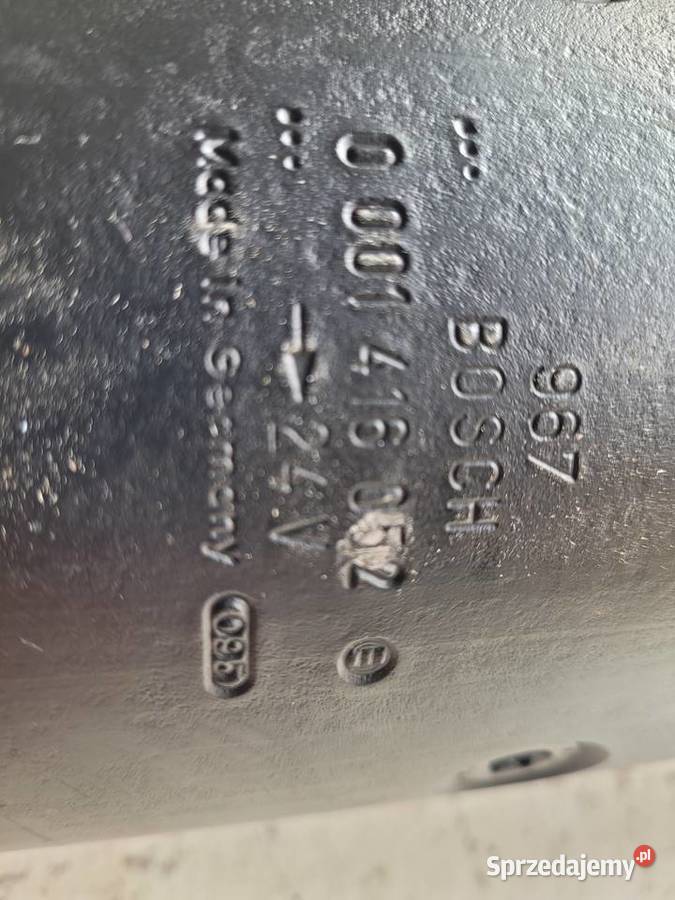 967
BOSCH
0 001 416 052
24V
Made in Germany
095
Sprzedajemy.pl